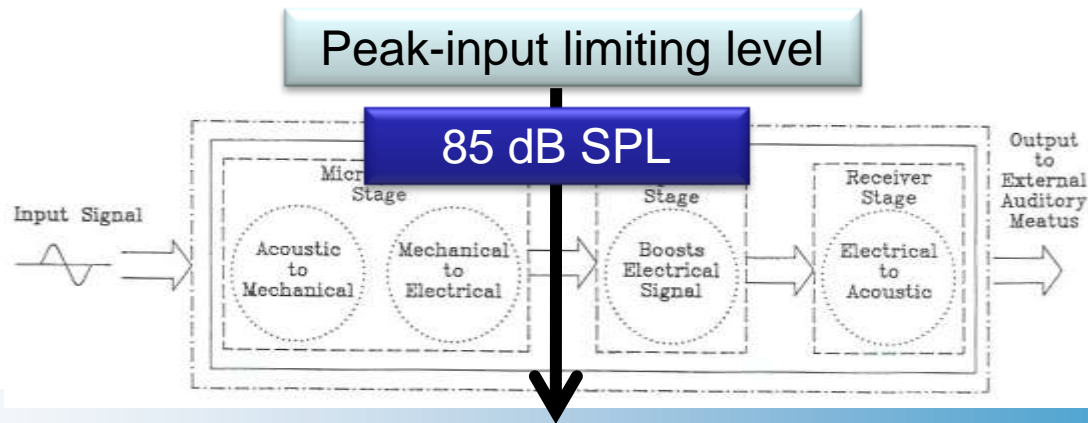 Peak-input limiting level
85 dB SPL
Input Signal
Stage
Acoustic
to
Mechanical
Mechanical
to
Electrical
Stage
Boosts
Electrical
Signal
Receiver
Stage
Electrical
to
Acoustic
Output
to
External
Auditory
Meatus